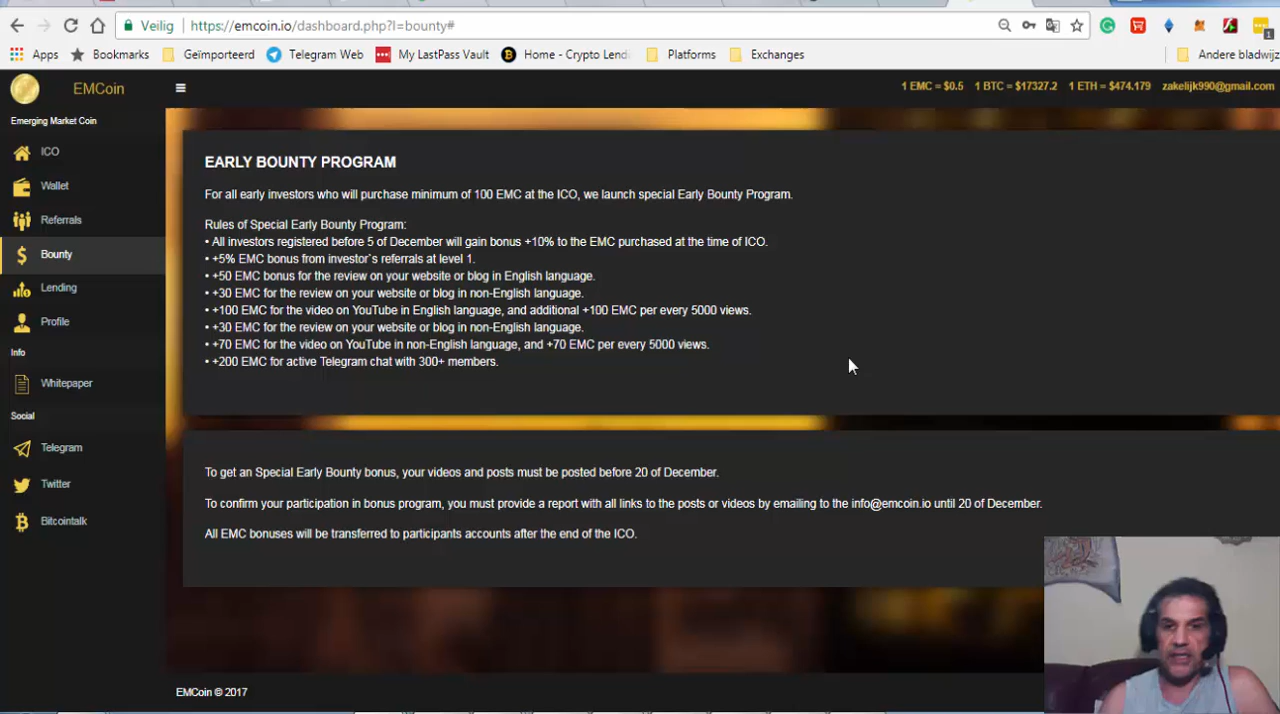 Veilig
https://emcoin.io/dashboard.php?l=bounty#
1
Apps
Bookmarks
Geïmporteerd
Telegram Web
My LastPass Vault
Home - Crypto Lendi
Platforms
Exchanges
Andere bladwijz
EMCoin
1 EMC = $0.5 1 BTC = $17327.2 1 ETH = $474.179 zakelijk990@gmail.com
Emerging Market Coin
ICO
Wallet
Referrals
Bounty
Lending
Profile
Info
Whitepaper
Social
Telegram
Twitter
Bitcointalk
EARLY BOUNTY PROGRAM
For all early investors who will purchase minimum of 100 EMC at the ICO, we launch special Early Bounty Program.
Rules of Special Early Bounty Program:
• All investors registered before 5 of December will gain bonus +10% to the EMC purchased at the time of ICO.
• +5% EMC bonus from investor's referrals at level 1.
• +50 EMC bonus for the review on your website or blog in English language.
• +30 EMC for the review on your website or blog in non-English language.
• +100 EMC for the video on YouTube in English language, and additional +100 EMC per every 5000 views.
• +30 EMC for the review on your website or blog in non-English language.
• +70 EMC for the video on YouTube in non-English language, and +70 EMC per every 5000 views.
• +200 EMC for active Telegram chat with 300+ members.
To get an Special Early Bounty bonus, your videos and posts must be posted before 20 of December.
To confirm your participation in bonus program, you must provide a report with all links to the posts or videos by emailing to the info@emcoin.io until 20 of December.
All EMC bonuses will be transferred to participants accounts after the end of the ICO.
EMCoin © 2017